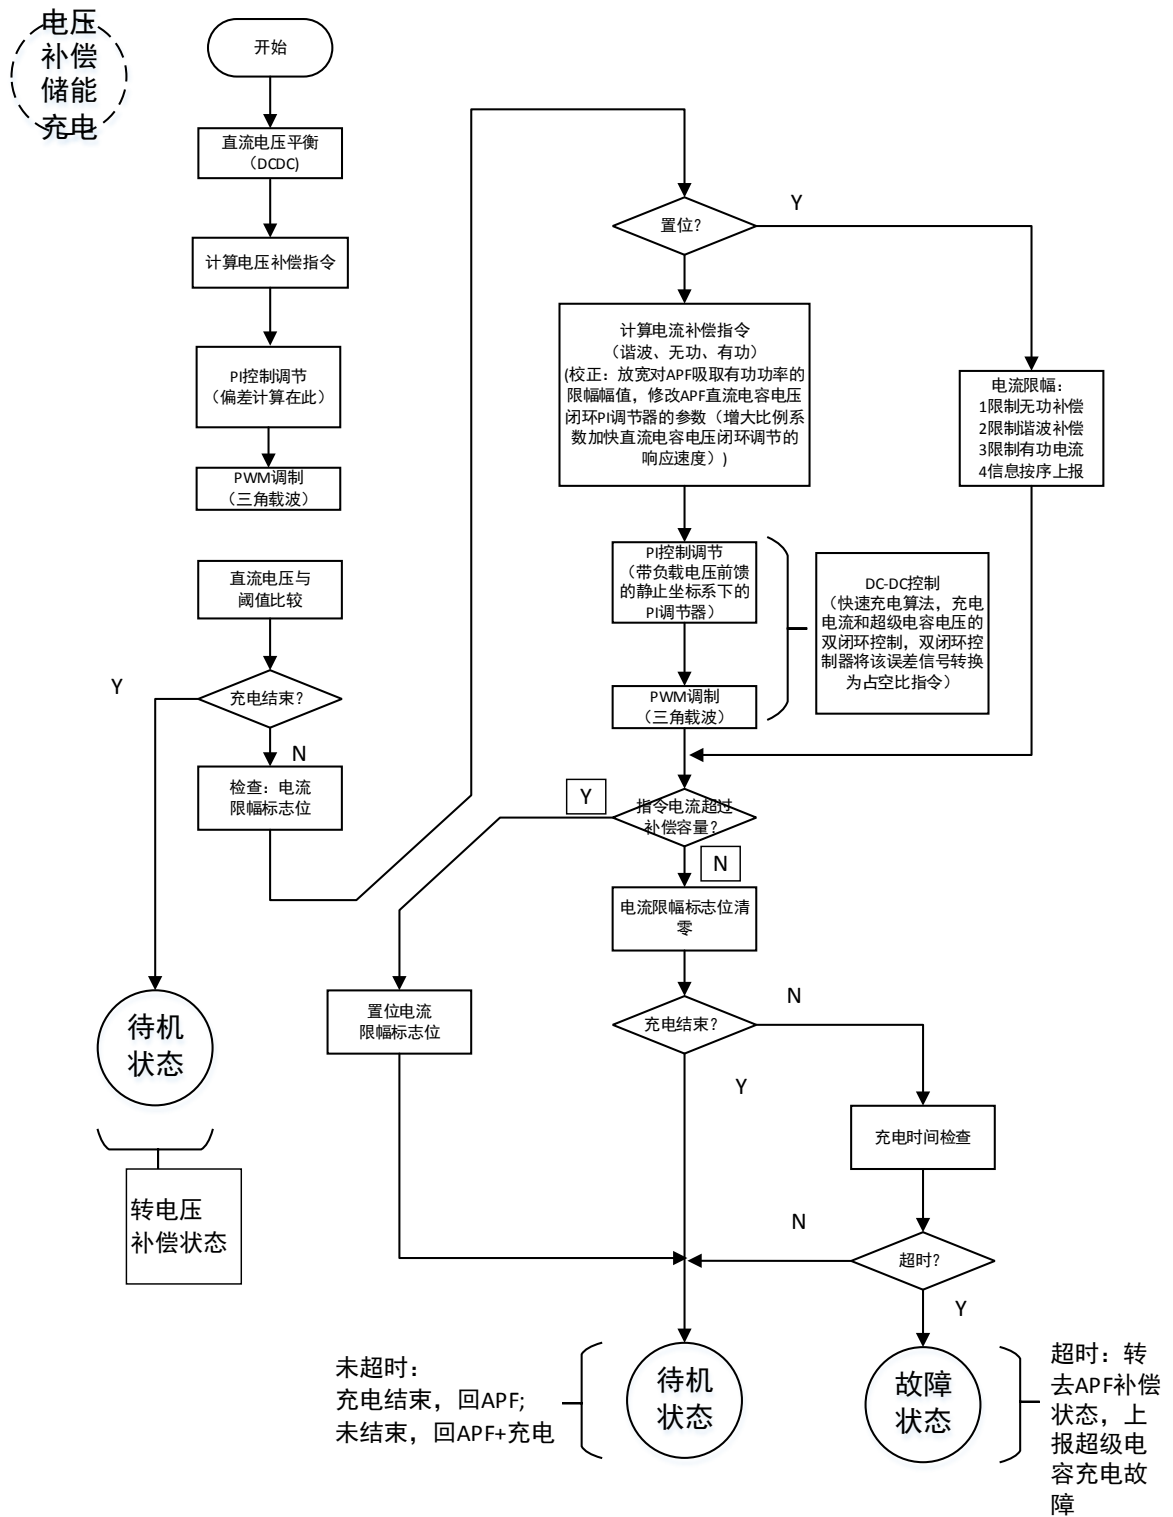 电压
补偿
储能
充电
开始
直流电压平衡
（DCDC）
计算电压补偿指令
PI控制调节
（偏差计算在此）
PWM调制
（三角载波）
直流电压与
阈值比较
充电结束？
Y
N
检查：电流
限幅标志位
待机
状态
转电压
补偿状态
置位？
Y
计算电流补偿指令
（谐波、无功、有功）
(校正：放宽对APF吸取有功功率的
限幅幅值，修改APF直流电容电压
闭环PI调节器的参数（增大比例系
数加快直流电容电压闭环调节的
响应速度）)
电流限幅：
1限制无功补偿
2限制谐波补偿
3限制有功电流
4信息按序上报
PI控制调节
（带负载电压前馈
的静止坐标系下的
PI调节器）
PWM调制
（三角载波）
DC-DC控制
（快速充电算法，充电
电流和超级电容电压的
双闭环控制，双闭环控
制器将该误差信号转换
为占空比指令）
指令电流超过
补偿容量？
Y
N
电流限幅标志位清
零
置位电流
限幅标志位
充电结束？
N
Y
充电时间检查
超时？
N
Y
未超时：
充电结束，回APF;
未结束，回APF+充电
待机
状态
故障
状态
超时：转
去APF补偿
状态，上
报超级电
容充电故
障